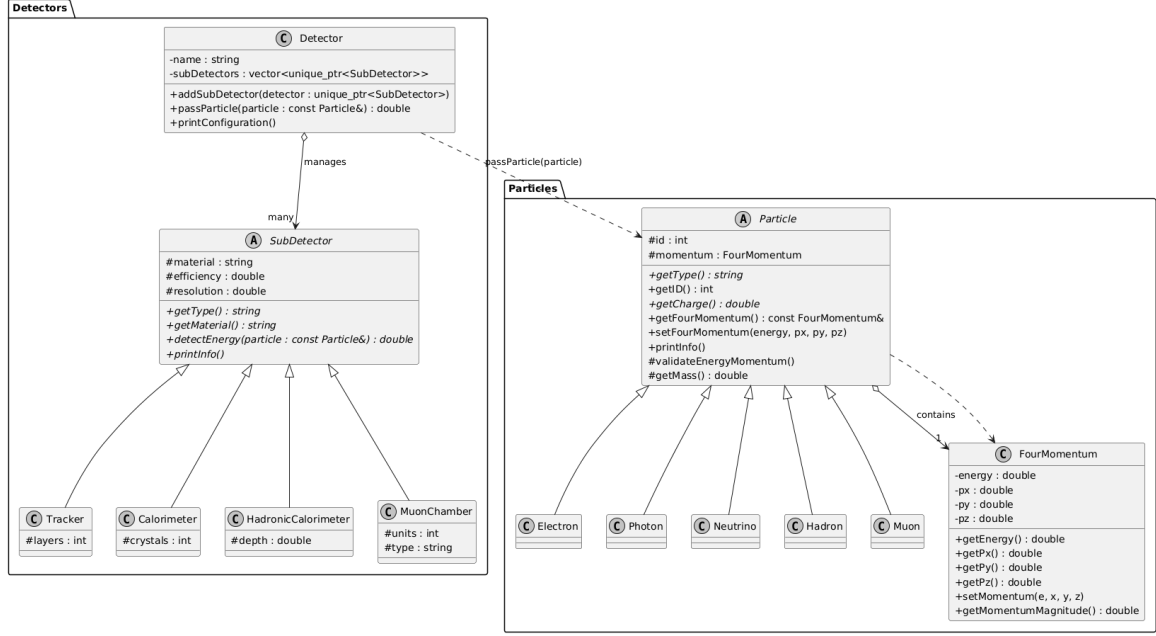 Detectors
C Detector
-name : string
-subDetectors : vector<unique_ptr<SubDetector>>
+addSubDetector(detector : unique_ptr<SubDetector>)
+passParticle(particle : const Particle&) : double
+printConfiguration()
manages
many
passParticle(particle)
A SubDetector
#material : string
#efficiency : double
#resolution : double
+getType() : string
+getMaterial() : string
+detectEnergy(particle : const Particle&) : double
+printInfo()
C Tracker
#layers : int
C Calorimeter
#crystals : int
C HadronicCalorimeter
#depth : double
C MuonChamber
#units : int
#type : string
Particles
A Particle
#id : int
#momentum : FourMomentum
+getType() : string
+getID() : int
+getCharge() : double
+getFourMomentum() : const FourMomentum&
+setFourMomentum(energy, px, py, pz)
+printInfo()
#validateEnergyMomentum()
#getMass() : double
contains
1
C Electron
C Photon
C Neutrino
C Hadron
C Muon
C FourMomentum
-energy : double
-px : double
-py : double
-pz : double
+getEnergy() : double
+getPx() : double
+getPy() : double
+getPz() : double
+setMomentum(e, x, y, z)
+getMomentumMagnitude() : double